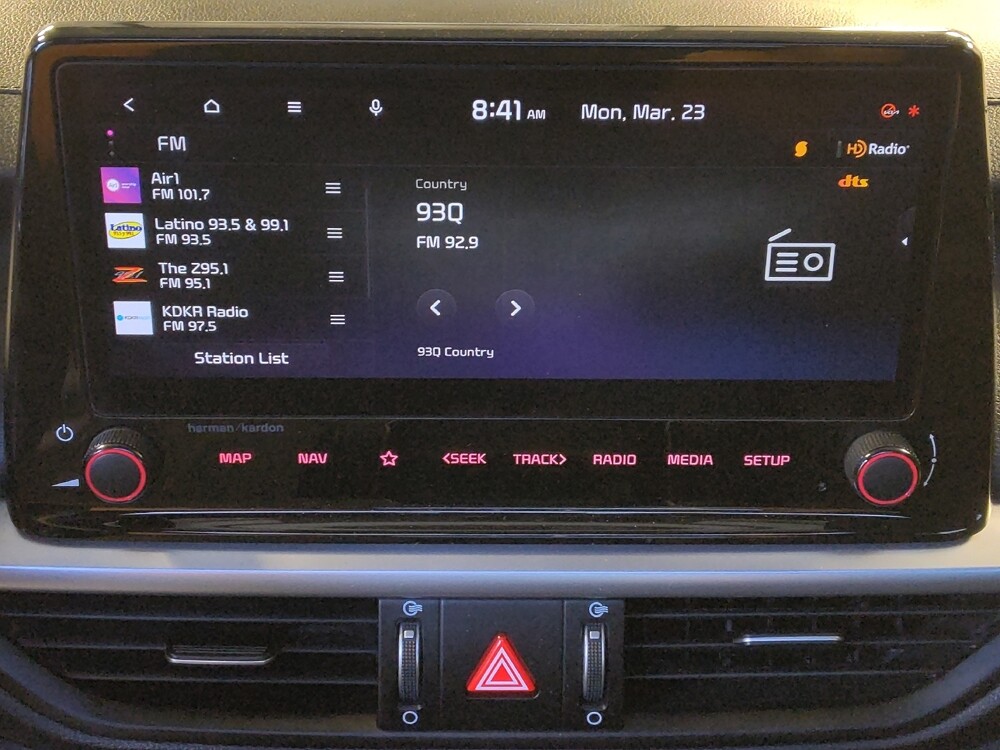 8:41 AM Mon, Mar. 23
FM
HD Radio
dts
Air1
FM 101.7
Latino 93.5 & 99.1
FM 93.5
Latino
The Z95.1
FM 95.1
KDKR Radio
FM 97.5
Station List
Country
93Q
FM 92.9
93Q Country
harman/kardon
MAP NAV <SEEK TRACK> RADIO MEDIA SETUP